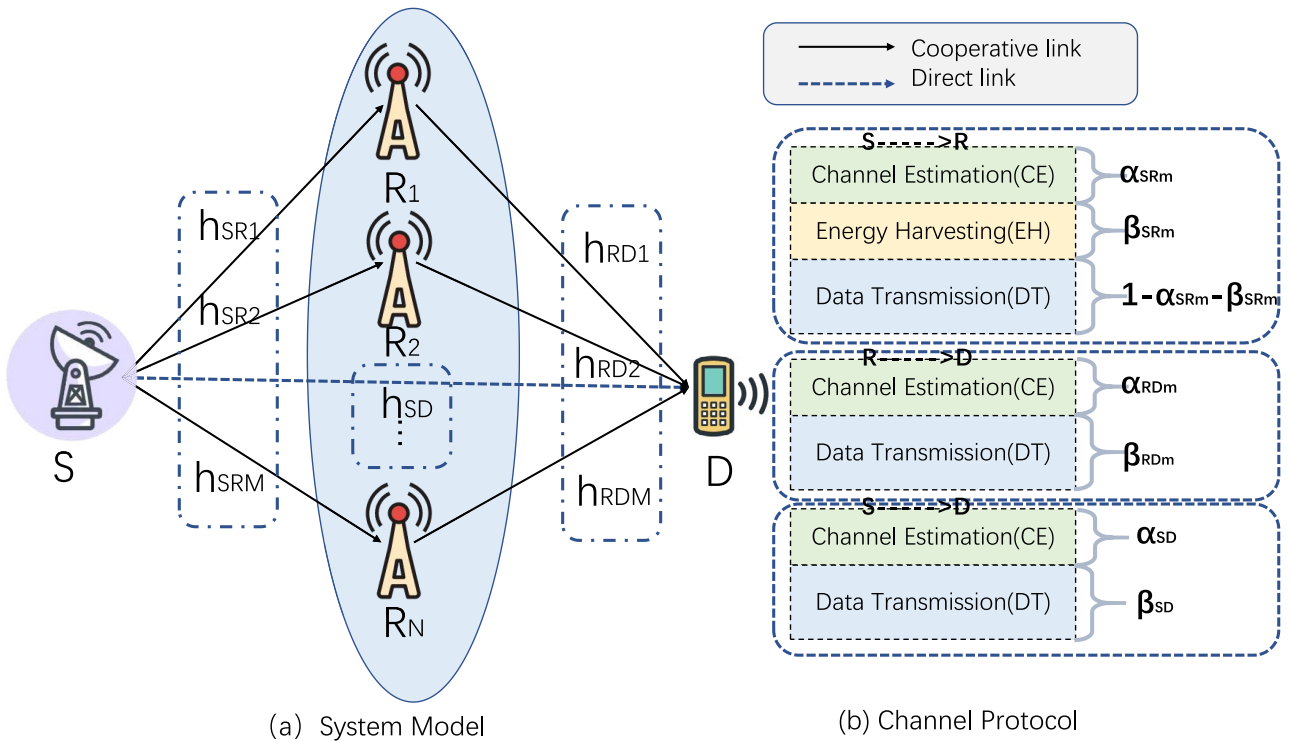 Cooperative link
Direct link
R1
hSR1
hRD1
hSR2
R2
hRD2
hSD
S
hSRM
D
hRDM
RN
(a) System Model
S----->R
Channel Estimation(CE)
αSRm
Energy Harvesting(EH)
βSRm
Data Transmission(DT)
1-αSRm-βSRm
R----->D
Channel Estimation(CE)
αRDm
Data Transmission(DT)
βRDm
S----->D
Channel Estimation(CE)
αSD
Data Transmission(DT)
βSD
(b) Channel Protocol